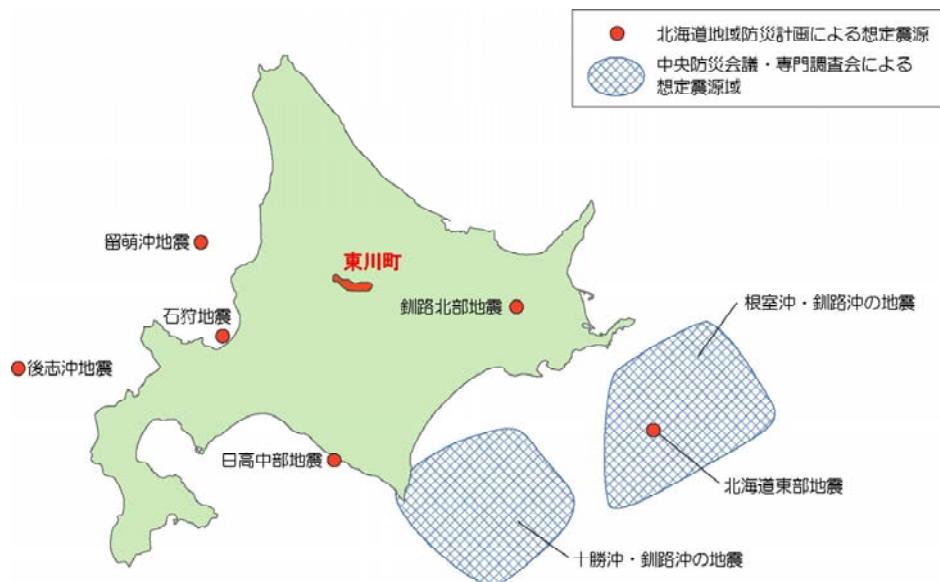 北海道地域防災計画による想定震源
中央防災会議・専門調査会による
想定震源域
留萌沖地震
東川町
石狩地震
釧路北部地震
根室沖・釧路沖の地震
後志沖地震
日高中部地震
北海道東部地震
十勝沖・釧路沖の地震